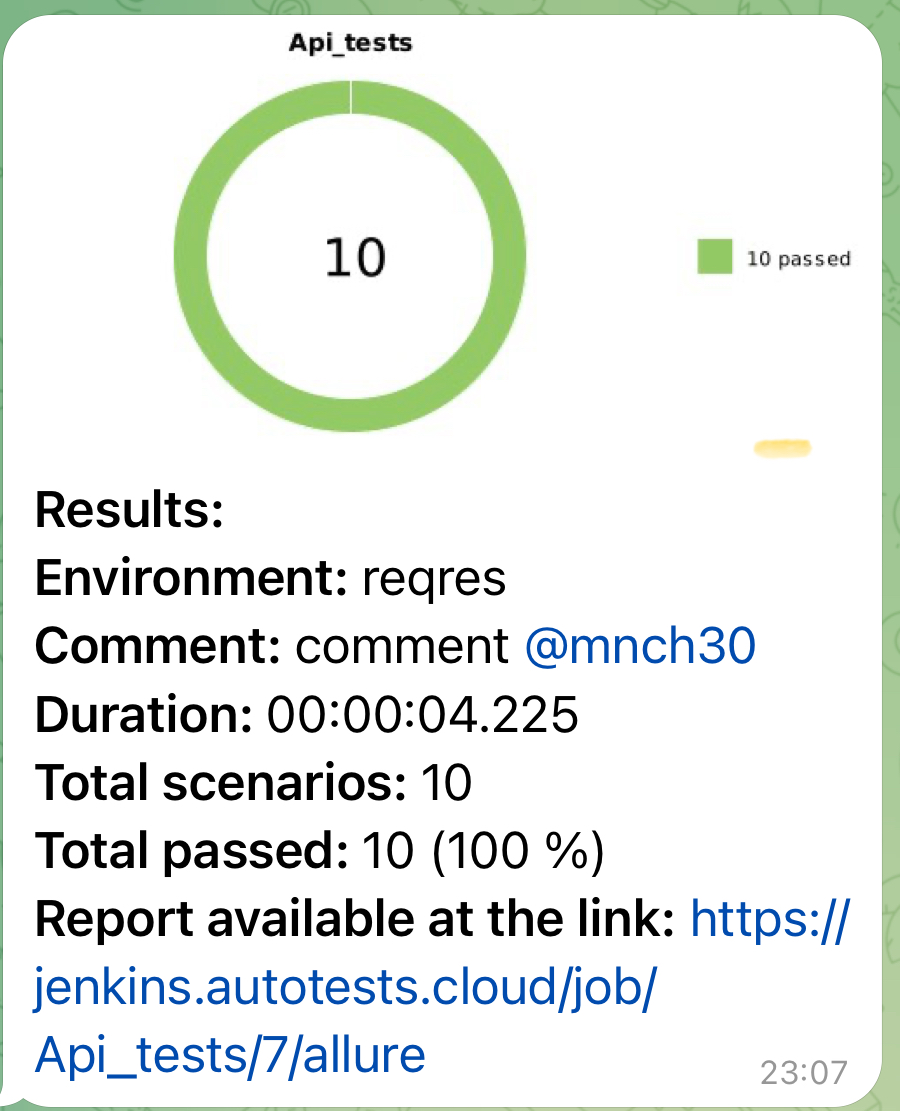 Api_tests
10
10 passed
Results:
Environment: reqres
Comment: comment @mnch30
Duration: 00:00:04.225
Total scenarios: 10
Total passed: 10 (100 %)
Report available at the link: https://
jenkins.autotests.cloud/job/
Api_tests/7/allure
23:07